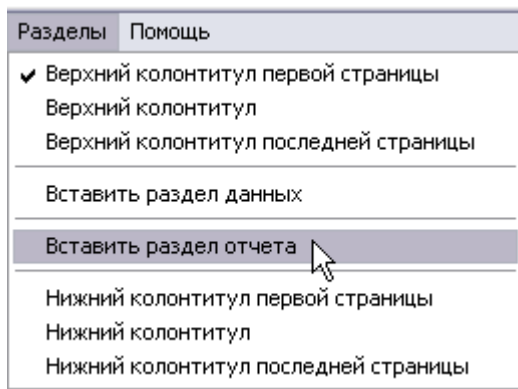 Разделы Помощь
Верхний колонтитул первой страницы
Верхний колонтитул
Верхний колонтитул последней страницы
Вставить раздел данных
Вставить раздел отчета
Нижний колонтитул первой страницы
Нижний колонтитул
Нижний колонтитул последней страницы